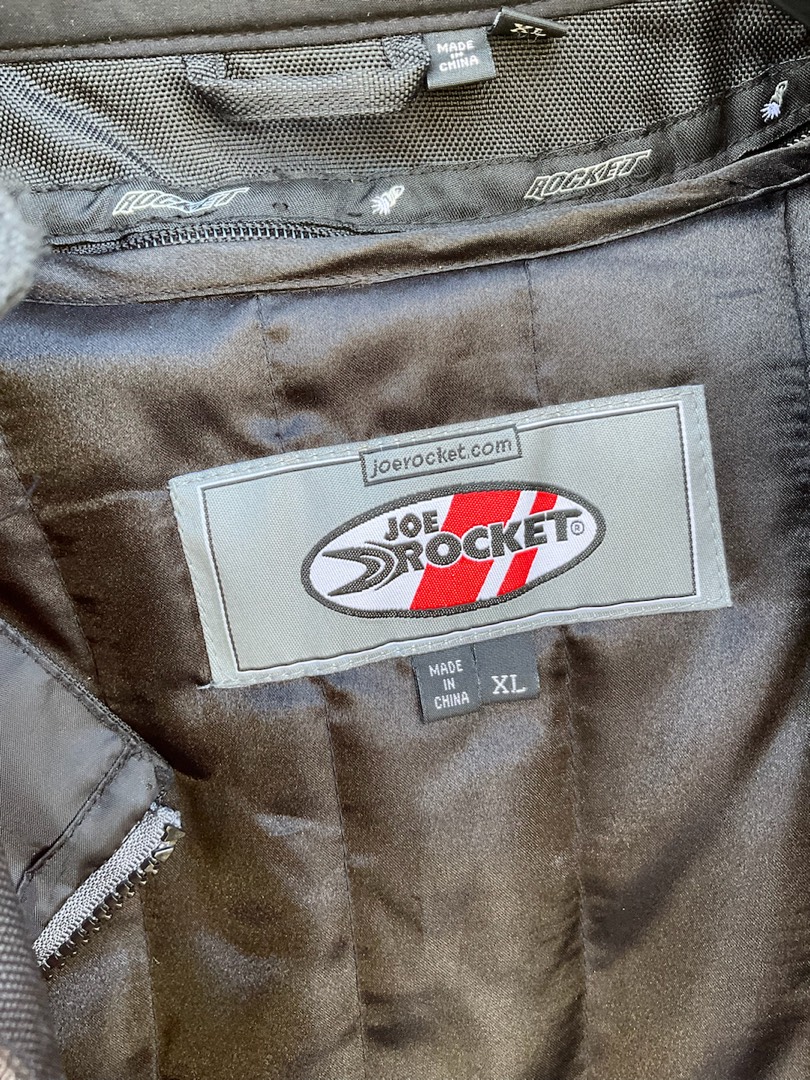 XL
MADE
IN
CHINA
ROCKET
ROCKET
joerocket.com
JOE
ROCKET®
MADE
IN
CHINA
XL